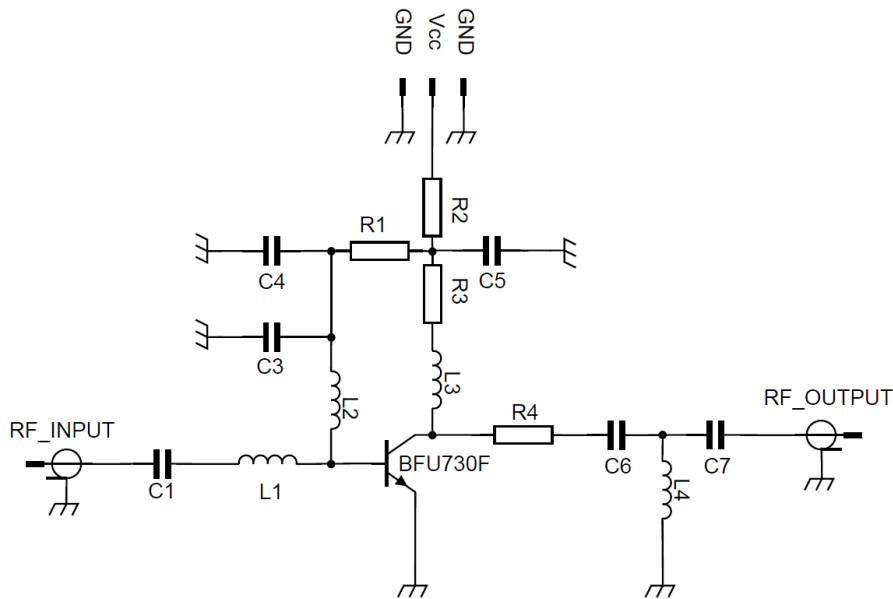 GND
Vcc
GND
R2
R1
C4
C5
R3
C3
L3
L2
R4
RF_OUTPUT
RF_INPUT
BFU730F
C6
C7
C1
L1
L4